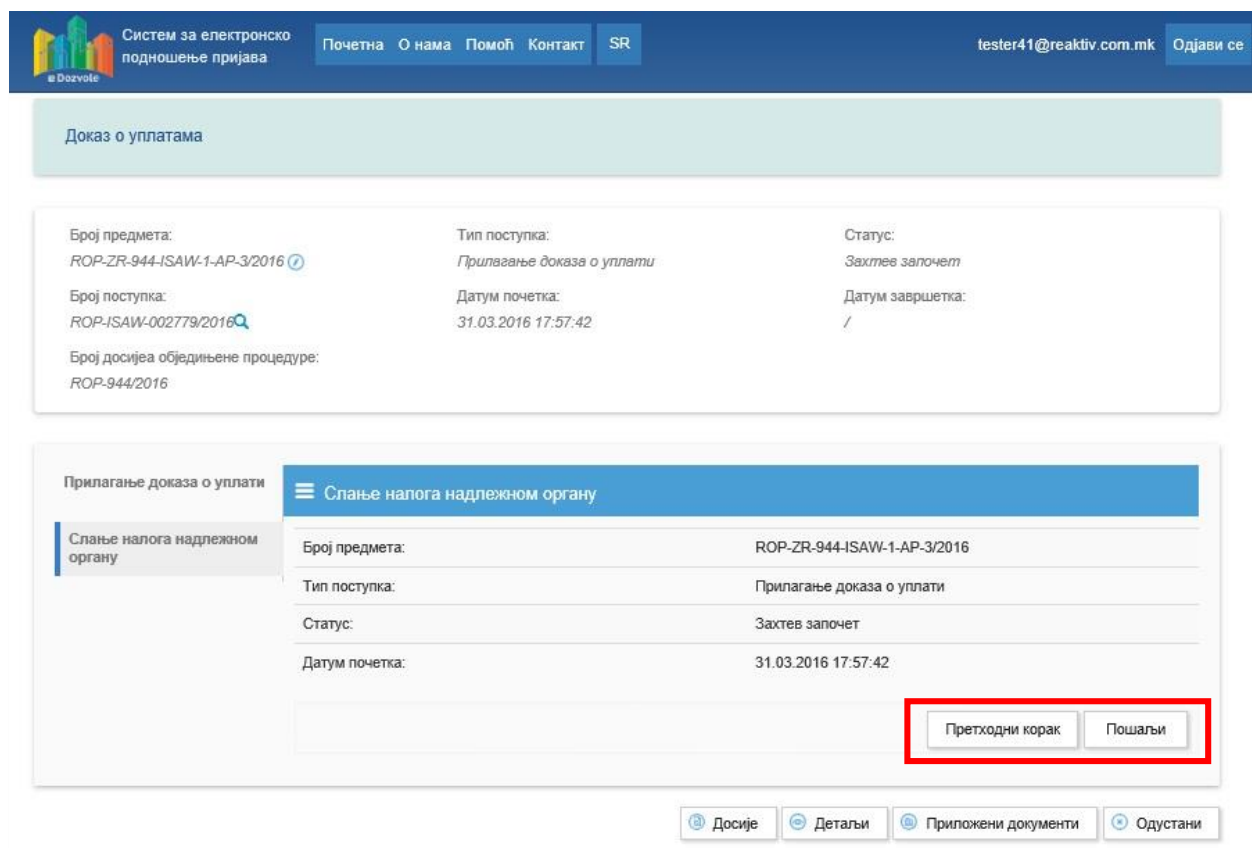 Систем за електронско
подношење пријава
e Dozvole
Почетна О нама Помоћ Контакт SR
tester41@reaktiv.com.mk Одјави се
Доказ о уплатама
Број предмета: Тип поступка: Статус:
ROP-ZR-944-ISAW-1-AP-3/2016 Прилагање доказа о уплати Захтев започет
Број поступка: Датум почетка: Датум завршетка:
ROP-ISAW-002779/2016 31.03.2016 17:57:42 /
Број досијеа обједињене процедуре:
ROP-944/2016
Прилагање доказа о уплати
Слање налога надлежном
органу
Слање налога надлежном органу
Број предмета: ROP-ZR-944-ISAW-1-AP-3/2016
Тип поступка: Прилагање доказа о уплати
Статус: Захтев започет
Датум почетка: 31.03.2016 17:57:42
Претходни корак Пошаљи
Досије Детаљи Приложени документи Одустани